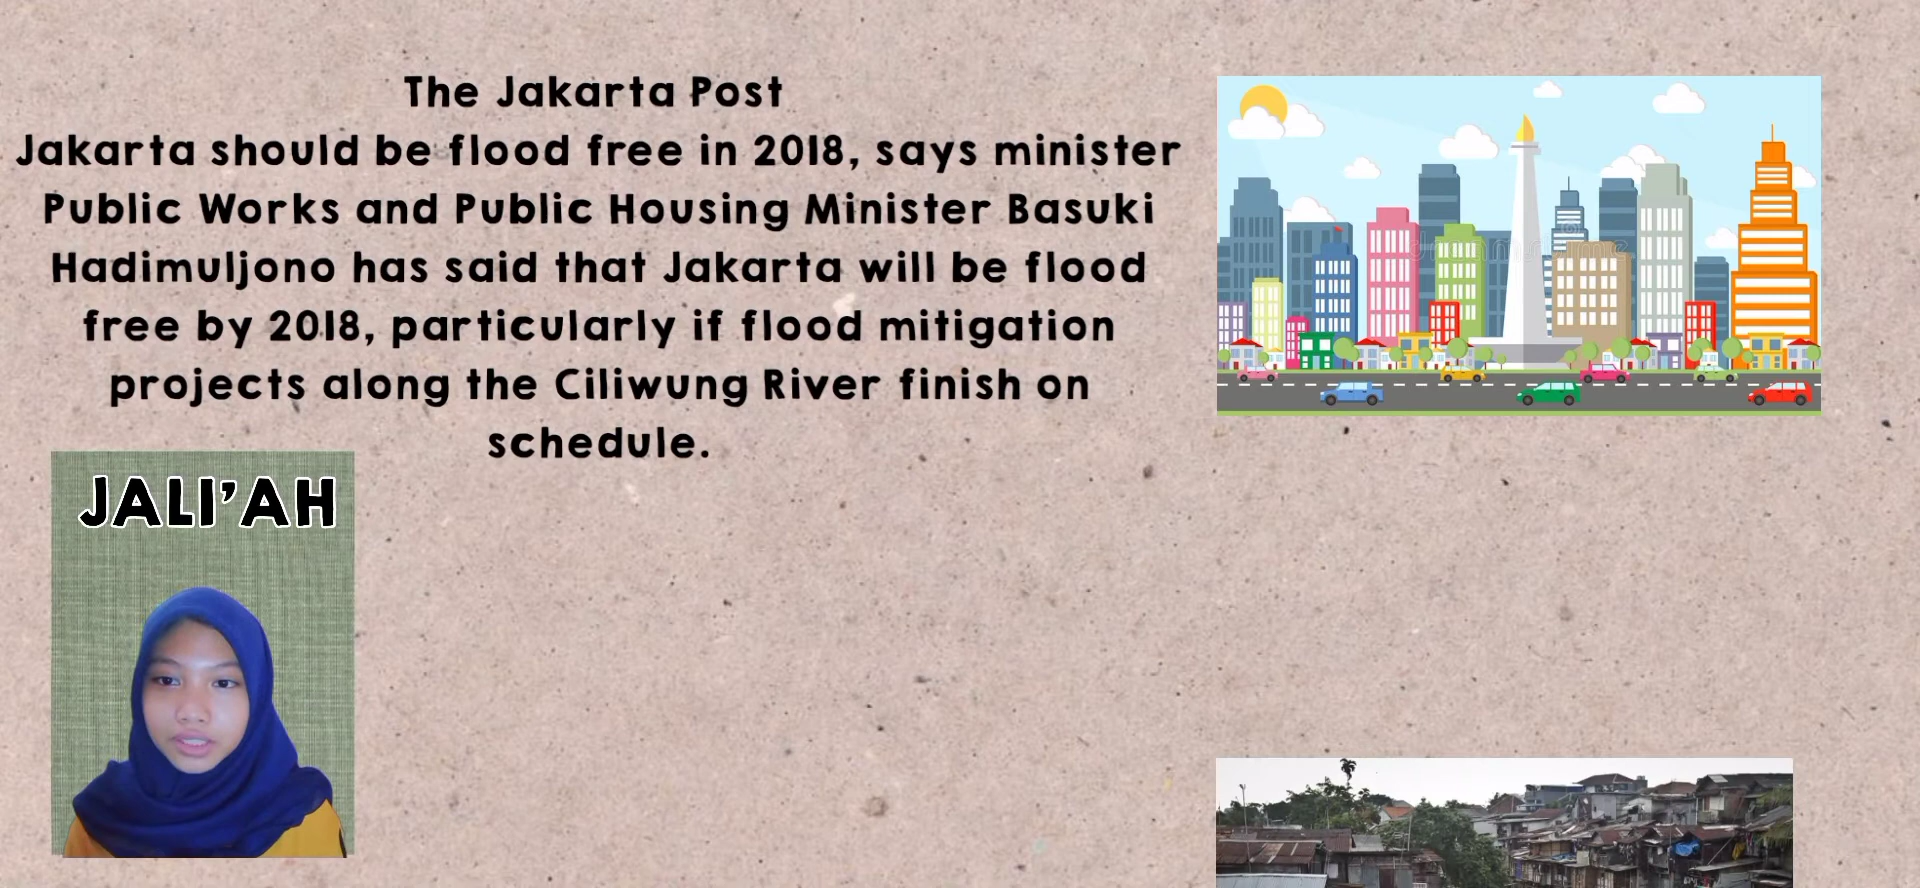 The Jakarta Post
Jakarta should be flood free in 2018, says minister
Public Works and Public Housing Minister Basuki
Hadimuljono has said that Jakarta will be flood
free by 2018, particularly if flood mitigation
projects along the Ciliwung River finish on
schedule.
JALI'AH